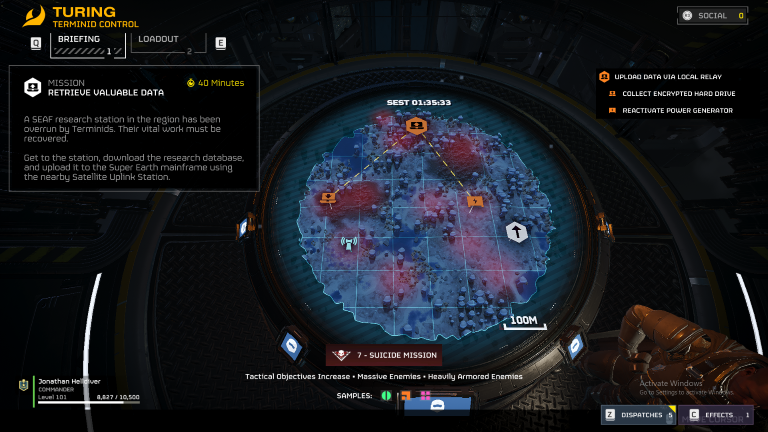 TURING
TERMINID CONTROL
Q
BRIEFING
1
LOADOUT
2
E
SOCIAL 0
MISSION
RETRIEVE VALUABLE DATA
40 Minutes
A SEAF research station in the region has been
overrun by Terminids. Their vital work must be
recovered.
Get to the station, download the research database,
and upload it to the Super Earth mainframe using
the nearby Satellite Uplink Station.
UPLOAD DATA VIA LOCAL RELAY
COLLECT ENCRYPTED HARD DRIVE
REACTIVATE POWER GENERATOR
SEST 01:35:33
100M
7 - SUICIDE MISSION
Tactical Objectives Increase • Massive Enemies • Heavily Armored Enemies
SAMPLES:
Jonathan Helldiver
COMMANDER
Level 101
8,827 / 10,500
Activate Windows
Go to Settings to activate Windows.
Z DISPATCHES 5
C EFFECTS 1
CURSOR